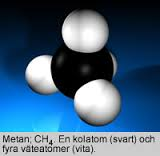 Metan, CH4. En kolatom (svart) och
fyra väteatomer (vita).